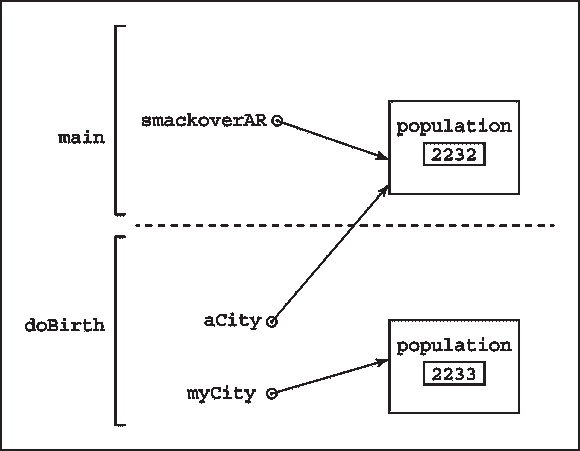 smackoverAR
population
main
2232
aCity
doBirth
population
2233
myCity